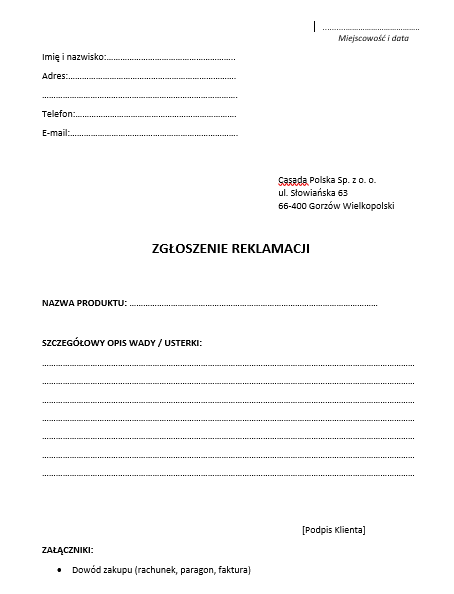 .......................................
Miejscowość i data
Imię i nazwisko:....................................................
Adres:....................................................................
..............................................................................
Telefon:.................................................................
E-mail:....................................................................
Casada Polska Sp. z o. o.
ul. Słowiańska 63
66-400 Gorzów Wielkopolski
ZGŁOSZENIE REKLAMACJI
NAZWA PRODUKTU: ....................................................................................................
SZCZEGÓŁOWY OPIS WADY / USTERKI:
......................................................................................................................................................
......................................................................................................................................................
......................................................................................................................................................
......................................................................................................................................................
......................................................................................................................................................
......................................................................................................................................................
......................................................................................................................................................
[Podpis Klienta]
ZAŁĄCZNIKI:
• Dowód zakupu (rachunek, paragon, faktura)